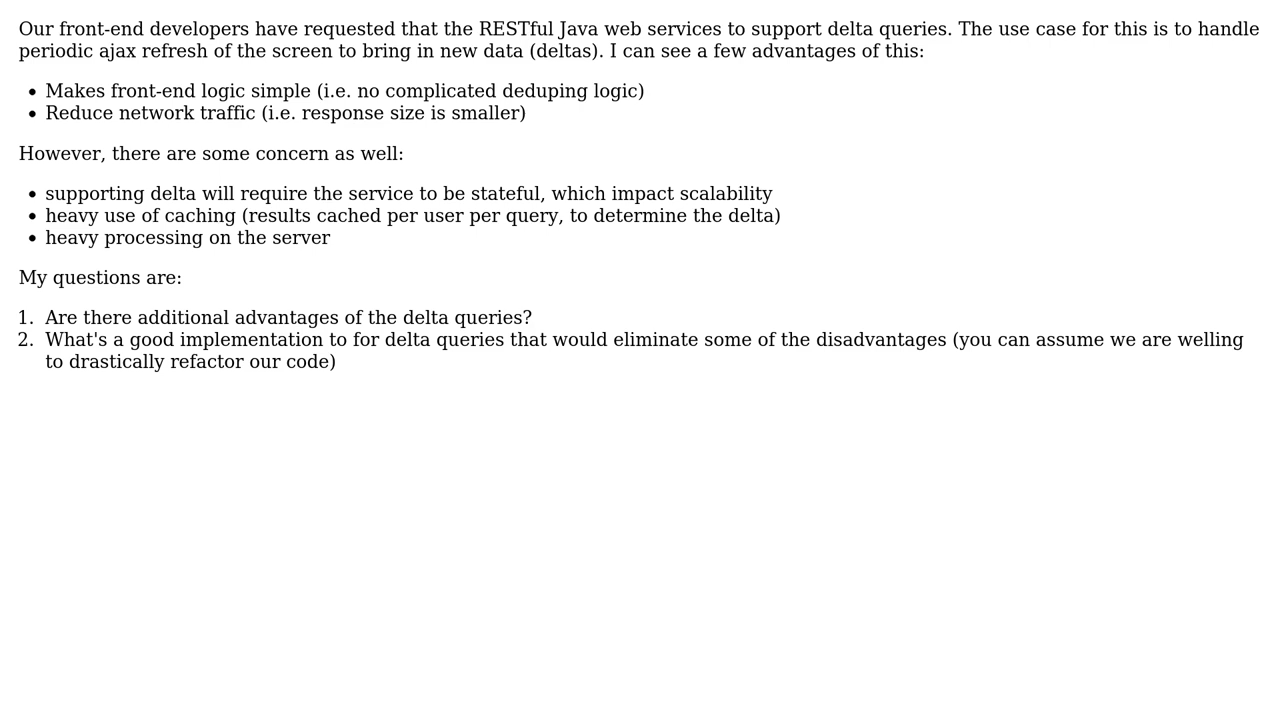 Our front-end developers have requested that the RESTful Java web services to support delta queries. The use case for this is to handle
periodic ajax refresh of the screen to bring in new data (deltas). I can see a few advantages of this:
• Makes front-end logic simple (i.e. no complicated deduping logic)
• Reduce network traffic (i.e. response size is smaller)
However, there are some concern as well:
• supporting delta will require the service to be stateful, which impact scalability
• heavy use of caching (results cached per user per query, to determine the delta)
• heavy processing on the server
My questions are:
1. Are there additional advantages of the delta queries?
2. What's a good implementation to for delta queries that would eliminate some of the disadvantages (you can assume we are welling
to drastically refactor our code)